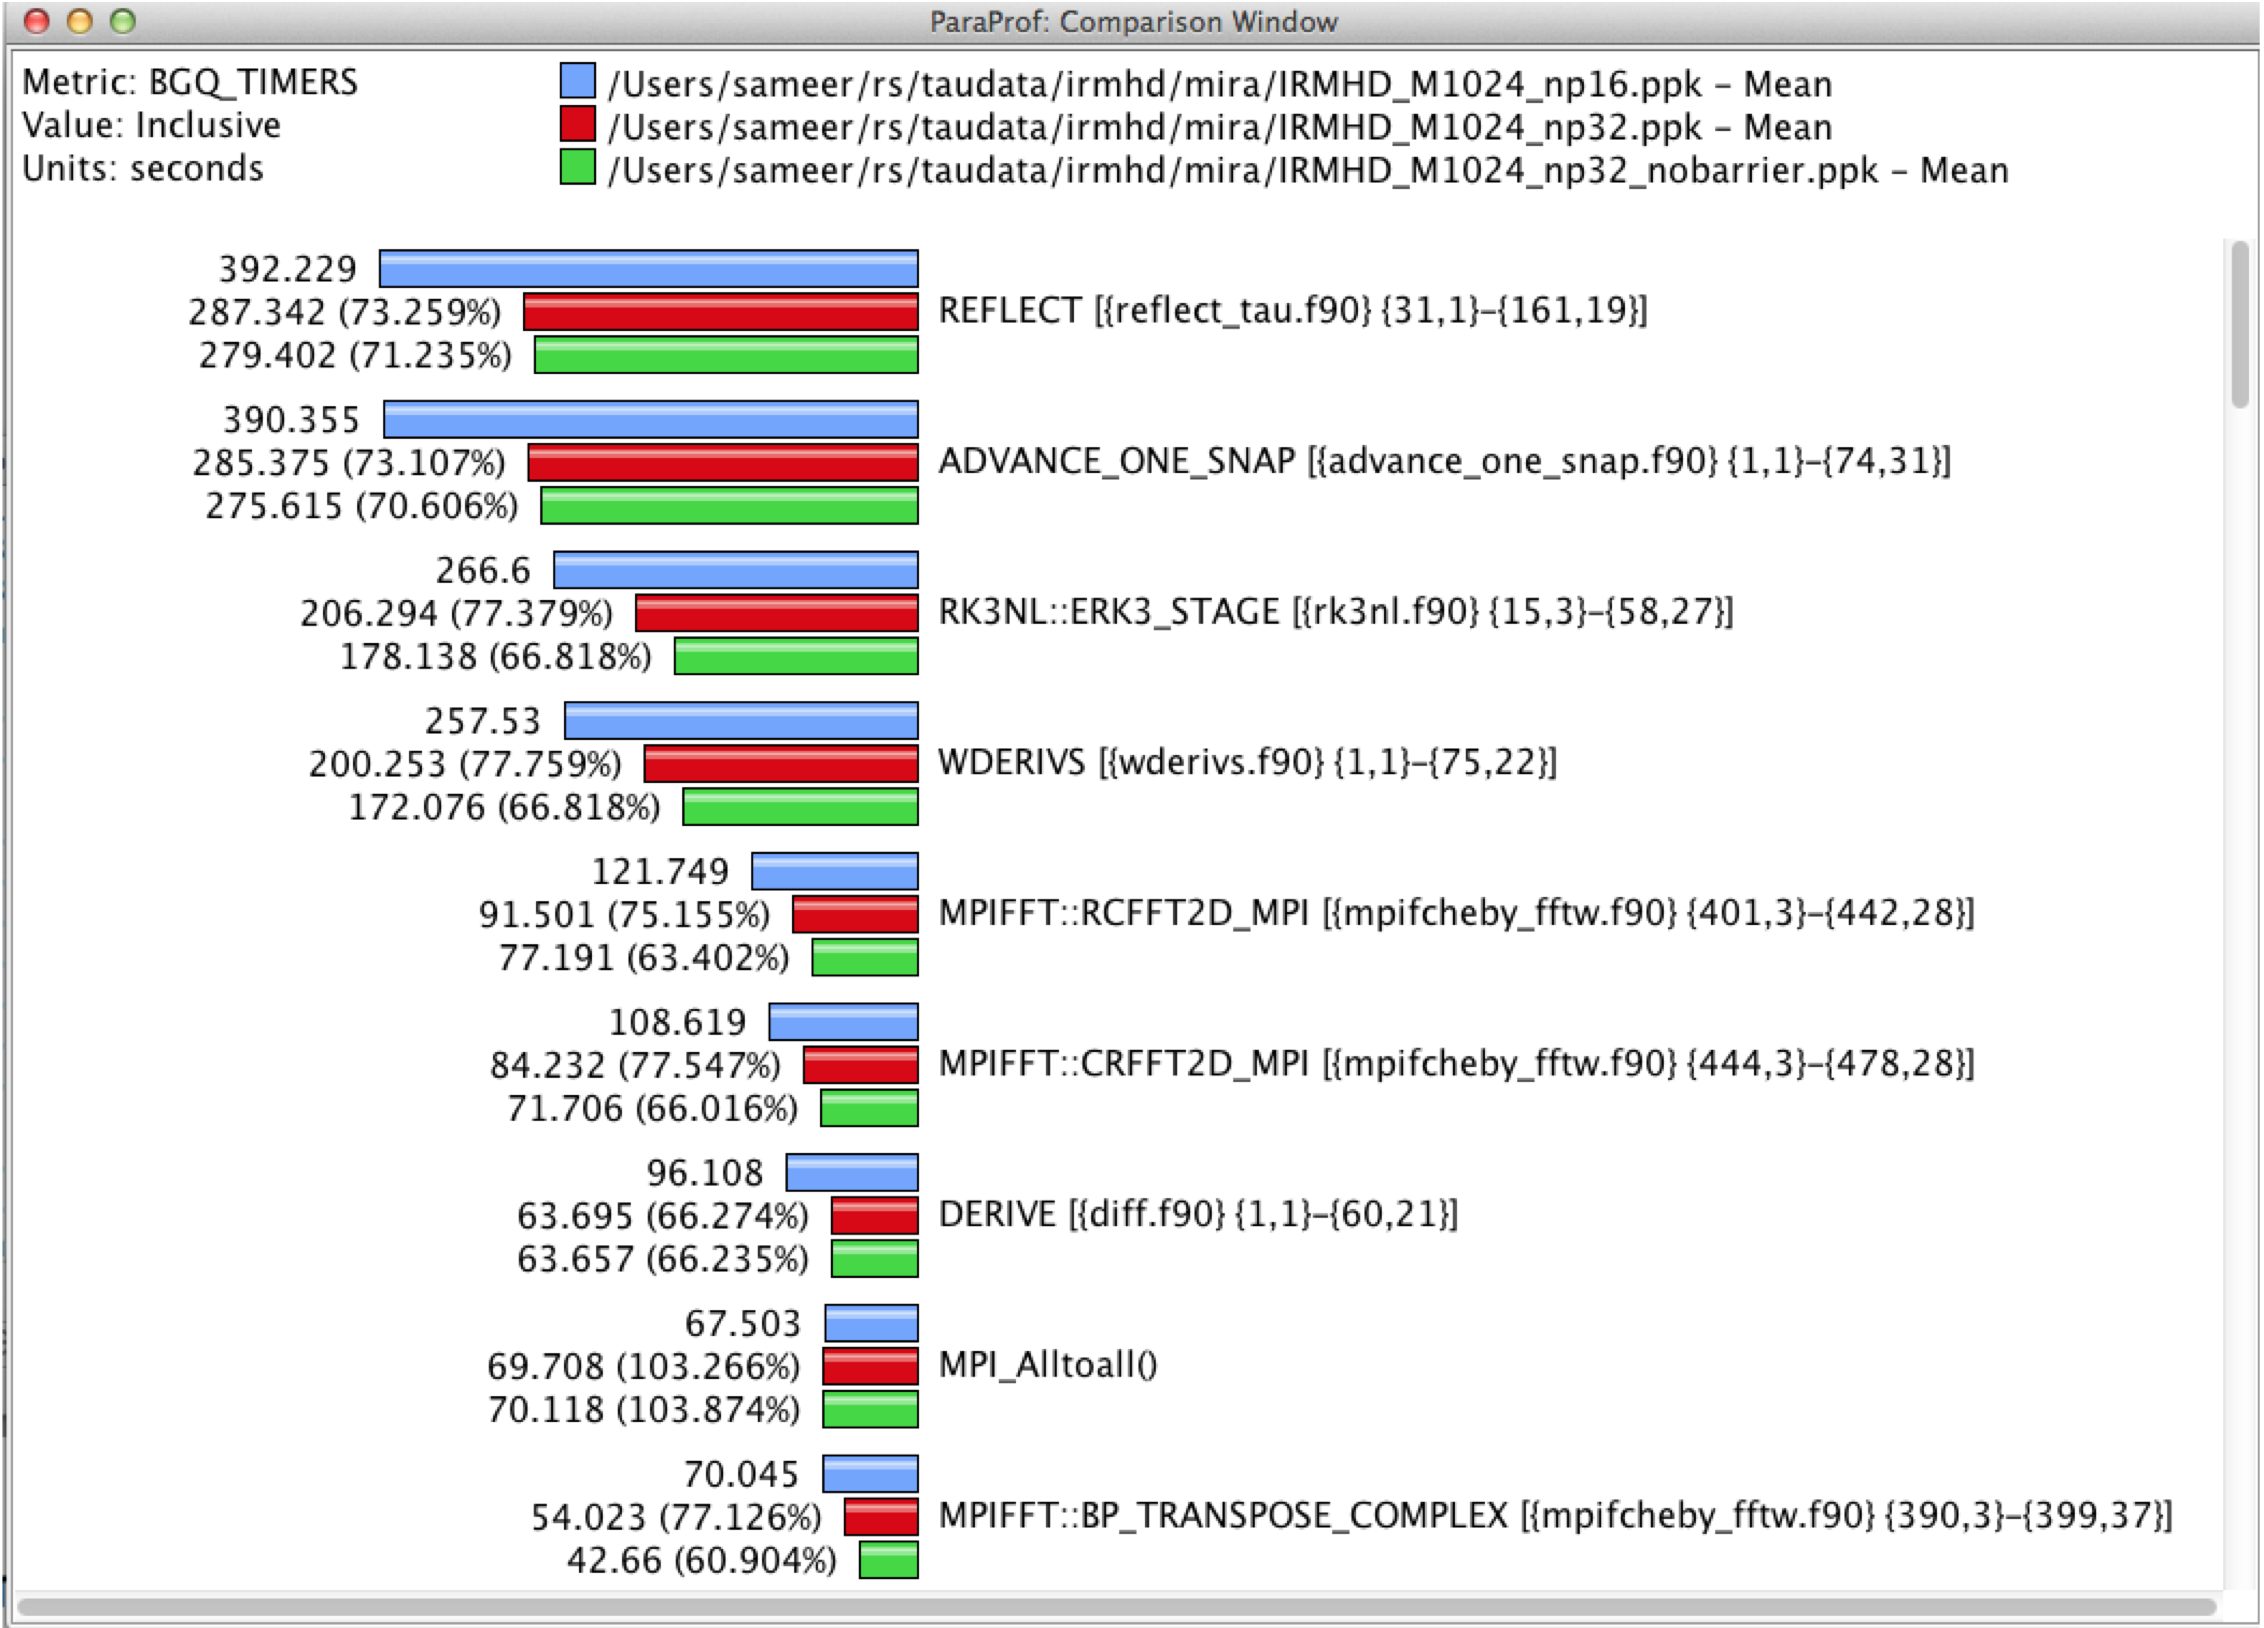 ParaProf: Comparison Window
Metric: BGQ_TIMERS
Value: Inclusive
Units: seconds
/Users/sameer/rs/taudata/irmhd/mira/IRMHD_M1024_np16.ppk – Mean
/Users/sameer/rs/taudata/irmhd/mira/IRMHD_M1024_np32.ppk – Mean
/Users/sameer/rs/taudata/irmhd/mira/IRMHD_M1024_np32_nobarrier.ppk – Mean
392.229
287.342 (73.259%)
279.402 (71.235%)
REFLECT [{reflect_tau.f90} {31,1}–{161,19}]
390.355
285.375 (73.107%)
275.615 (70.606%)
ADVANCE_ONE_SNAP [{advance_one_snap.f90} {1,1}–{74,31}]
266.6
206.294 (77.379%)
178.138 (66.818%)
RK3NL::ERK3_STAGE [{rk3nl.f90} {15,3}–{58,27}]
257.53
200.253 (77.759%)
172.076 (66.818%)
WDERIVS [{wderivs.f90} {1,1}–{75,22}]
121.749
91.501 (75.155%)
77.191 (63.402%)
MPIFFT::RCFFT2D_MPI [{mpifcheby_fftw.f90} {401,3}–{442,28}]
108.619
84.232 (77.547%)
71.706 (66.016%)
MPIFFT::CRFFT2D_MPI [{mpifcheby_fftw.f90} {444,3}–{478,28}]
96.108
63.695 (66.274%)
63.657 (66.235%)
DERIVE [{diff.f90} {1,1}–{60,21}]
67.503
69.708 (103.266%)
70.118 (103.874%)
MPI_Alltoall()
70.045
54.023 (77.126%)
42.66 (60.904%)
MPIFFT::BP_TRANSPOSE_COMPLEX [{mpifcheby_fftw.f90} {390,3}–{399,37}]